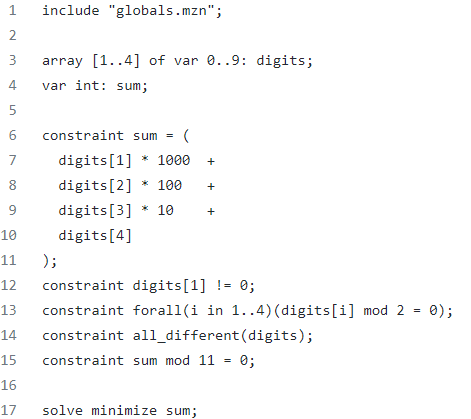 1 include "globals.mzn";
2
3 array [1..4] of var 0..9: digits;
4 var int: sum;
5
6 constraint sum = (
7   digits[1] * 1000  +
8   digits[2] * 100   +
9   digits[3] * 10    +
10   digits[4]
11 );
12 constraint digits[1] != 0;
13 constraint forall(i in 1..4)(digits[i] mod 2 = 0);
14 constraint all_different(digits);
15 constraint sum mod 11 = 0;
16
17 solve minimize sum;